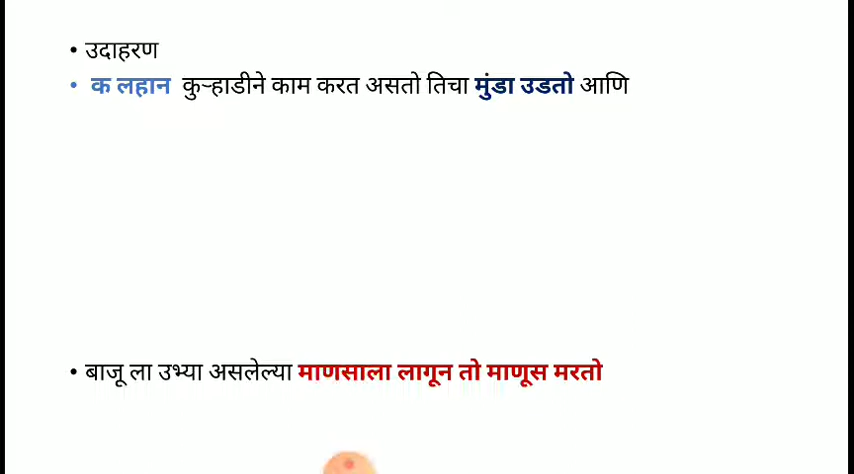 • उदाहरण
• क लहान कुऱ्हाडीने काम करत असतो तिचा मुंडा उडतो आणि
• बाजू ला उभ्या असलेल्या माणसाला लागून तो माणूस मरतो